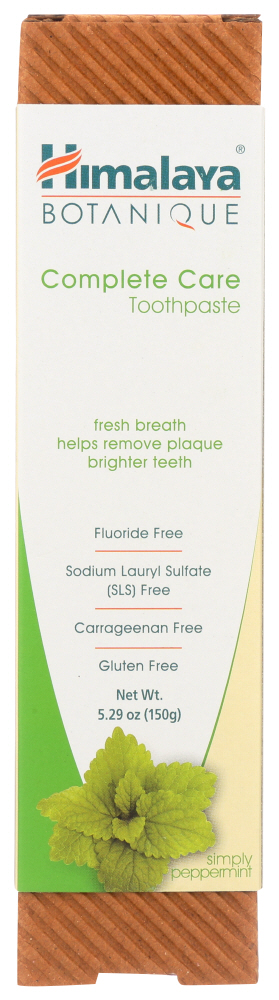 Himalaya®
BOTANIQUE
Complete Care
Toothpaste
fresh breath
helps remove plaque
brighter teeth
Fluoride Free
Sodium Lauryl Sulfate
(SLS) Free
Carrageenan Free
Gluten Free
Net Wt.
5.29 oz (150g)
simply
peppermint